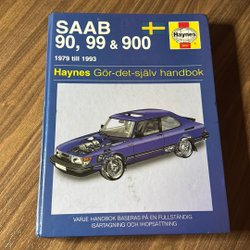 SAAB
90, 99 & 900
1979 till 1993
Haynes
Haynes Gör-det-själv handbok
VARJE HANDBOK BASERAS PÅ EN FULLSTÄNDIG
ISÄRTAGNING OCH IHOPSÄTTNING